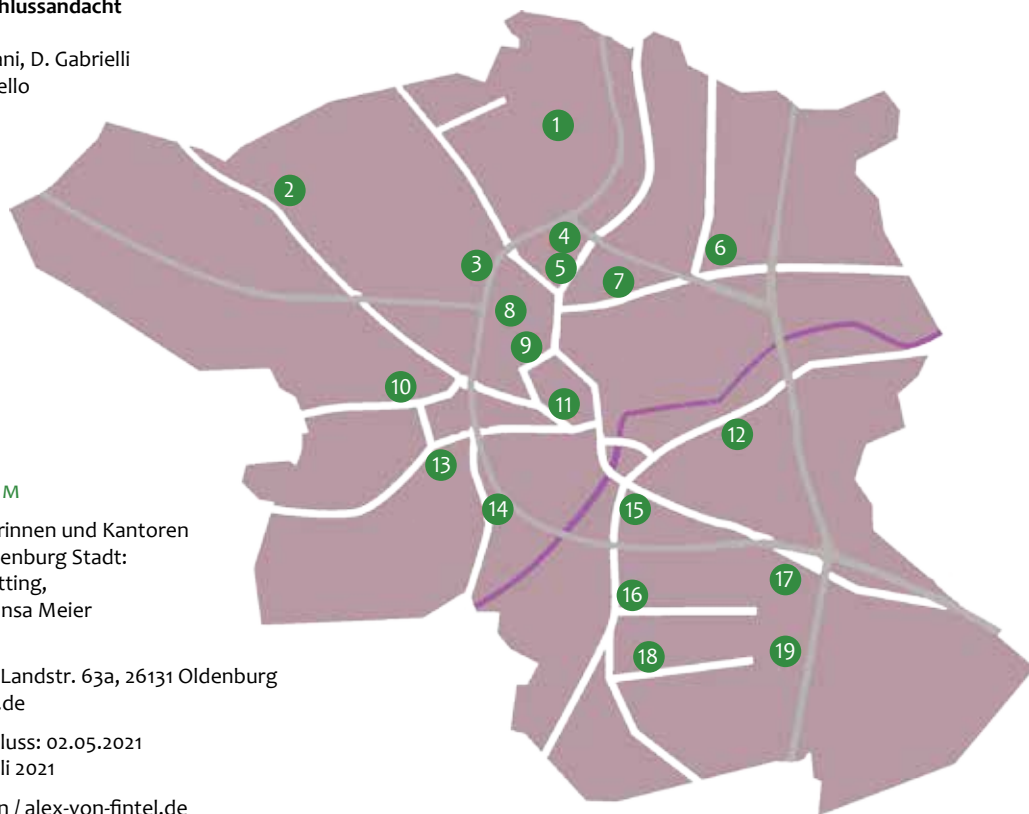 hlussandacht
ni, D. Gabrielli
ello
M
rinnen und Kantoren
enburg Stadt:
tting,
nsa Meier
Landstr. 63a, 26131 Oldenburg
.de
luss: 02.05.2021
li 2021
n / alex-von-fintel.de
1
2
3
4
5
6
7
8
9
10
11
12
13
14
15
16
17
18
19